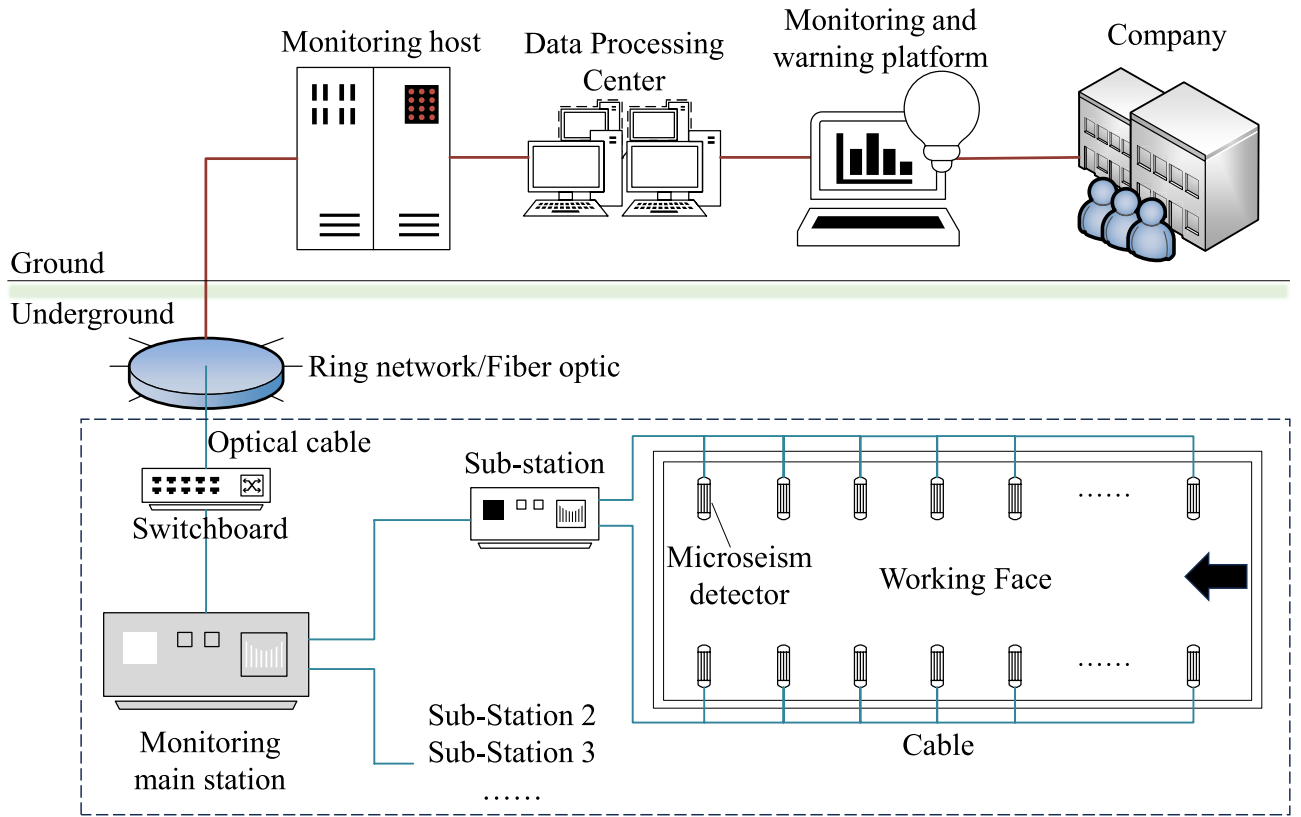 Monitoring host
Data Processing
Center
Monitoring and
warning platform
Company
Ground
Underground
Ring network/Fiber optic
Optical cable
Switchboard
Sub-station
Microseism
detector
Working Face
……
……
Monitoring
main station
Sub-Station 2
Sub-Station 3
……
Cable